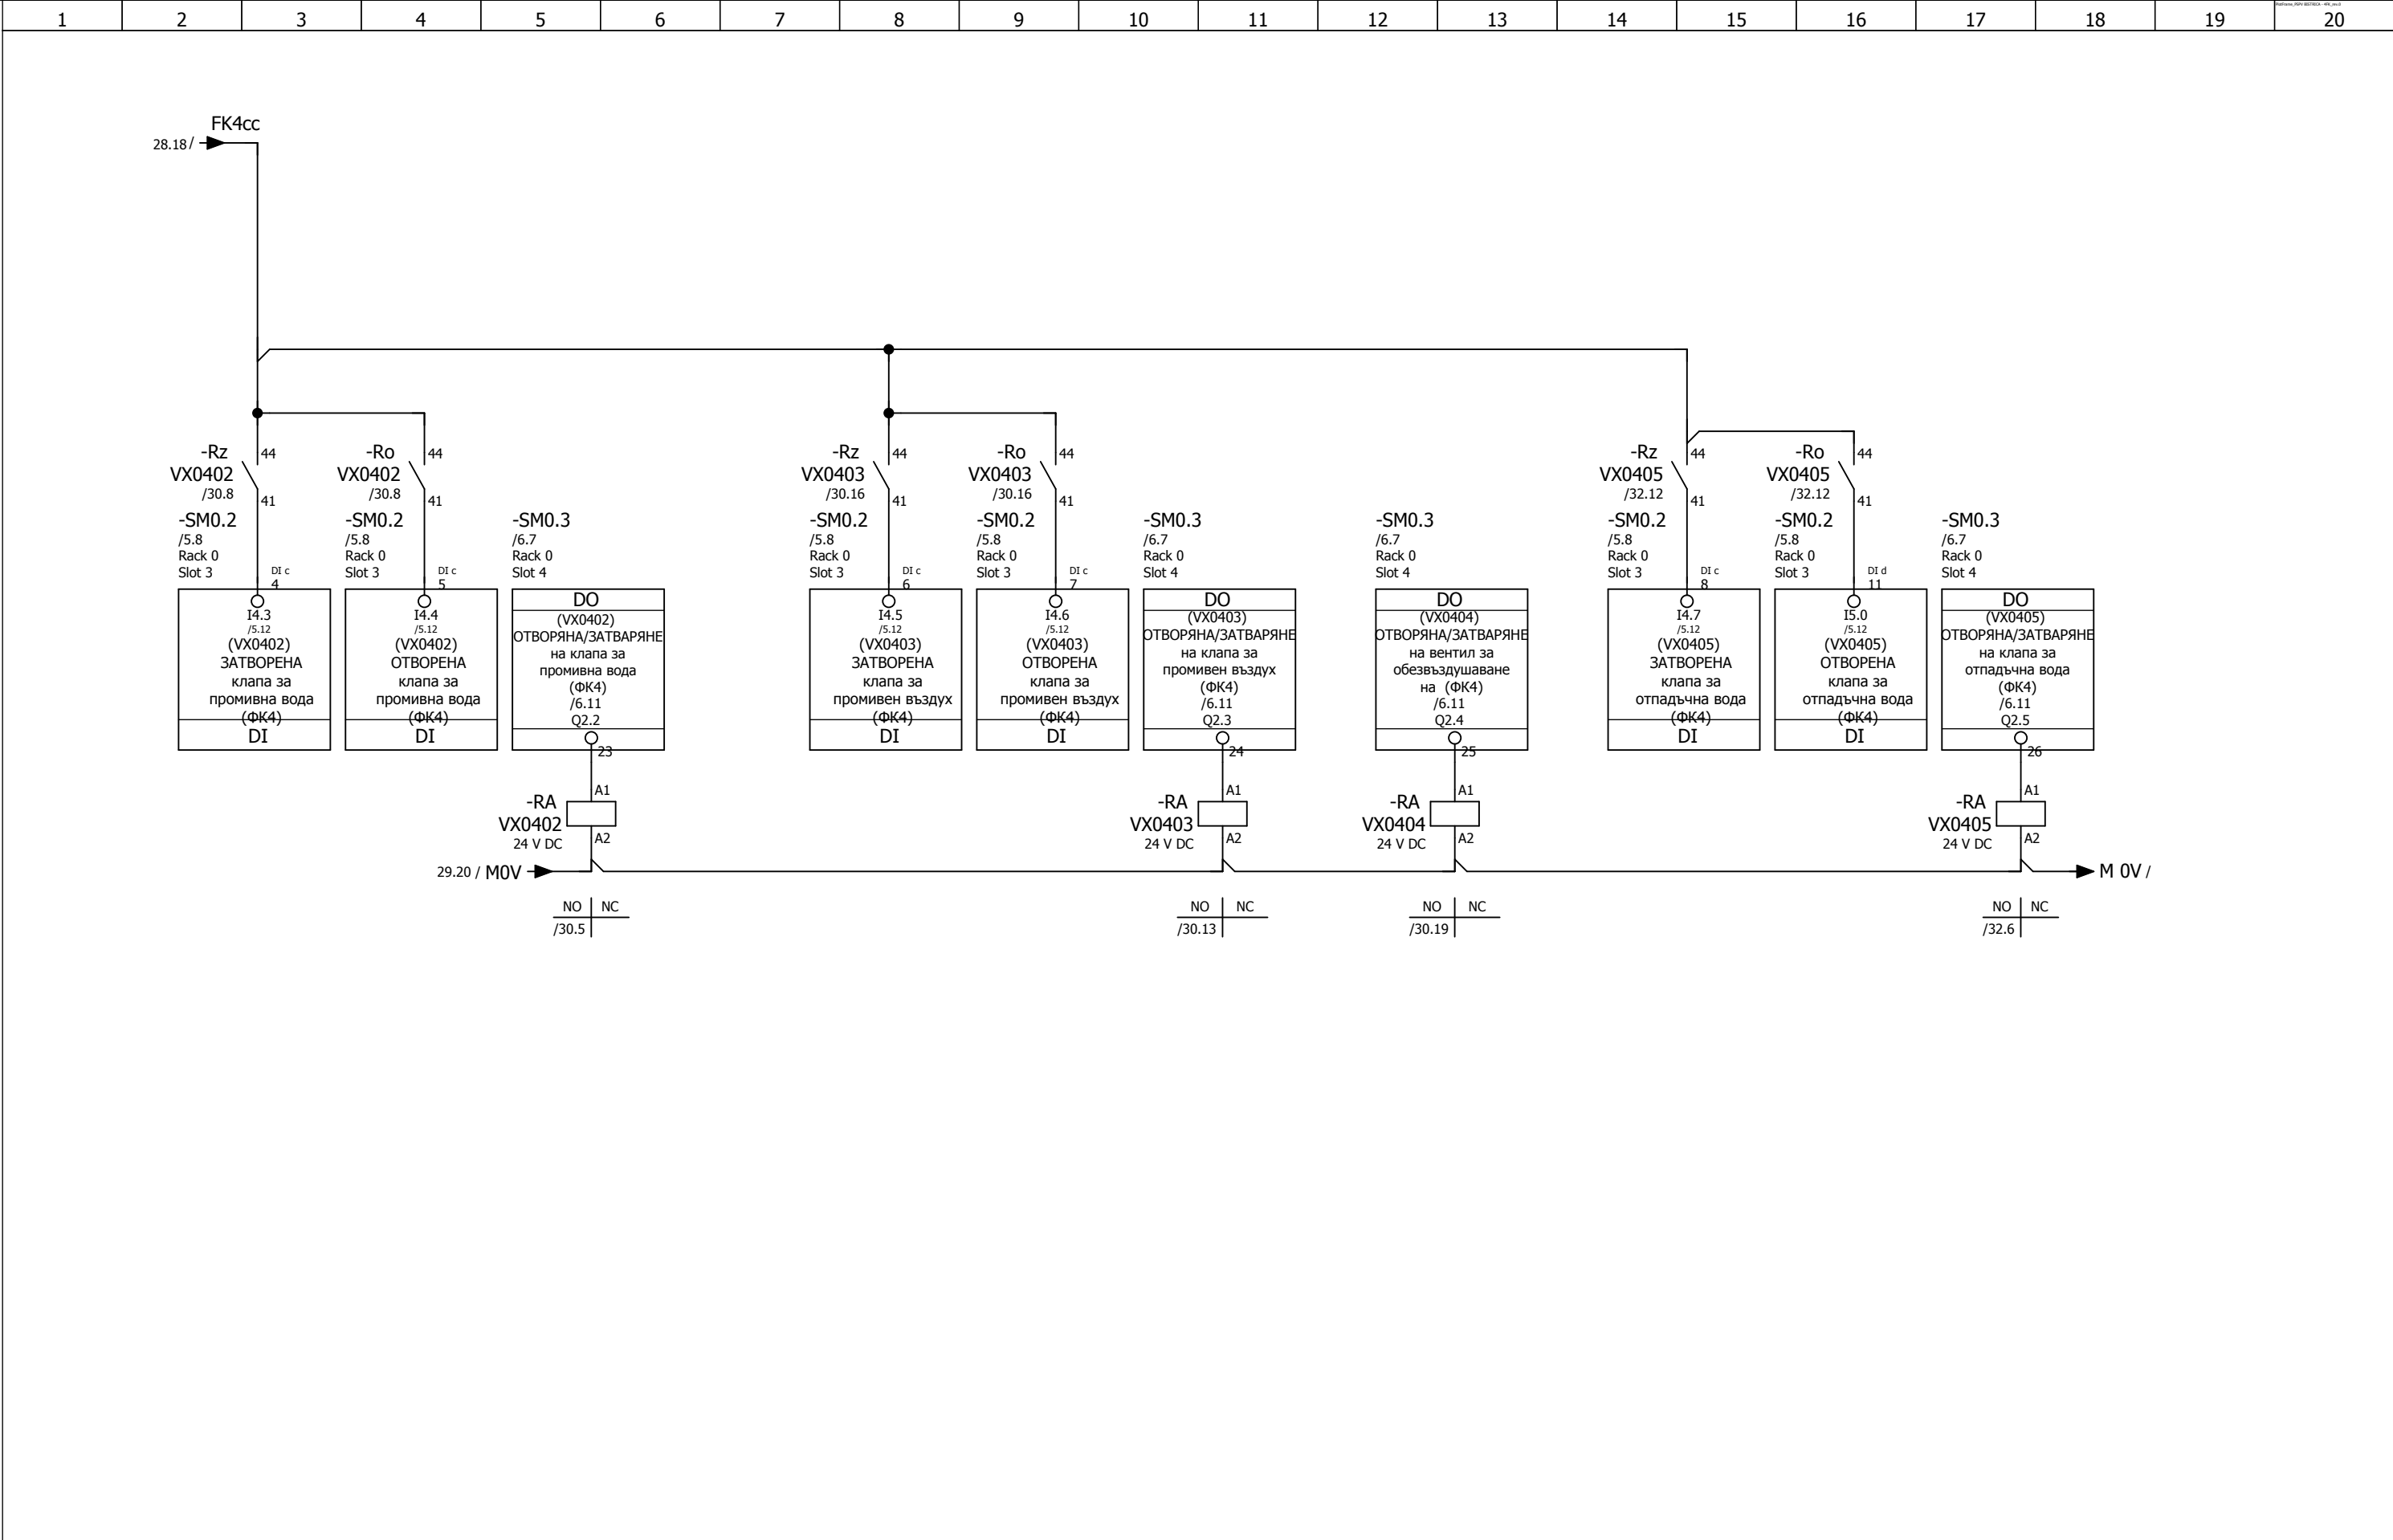 1 2 3 4 5 6 7 8 9 10 11 12 13 14 15 16 17 18 19 20
FK4cc
28.18 /
-Rz
VX0402
/30.8
44
41
-Ro
VX0402
/30.8
44
41
-Rz
VX0403
/30.16
44
41
-Ro
VX0403
/30.16
44
41
-Rz
VX0405
/32.12
44
41
-Ro
VX0405
/32.12
44
41
-SM0.2
/5.8
Rack 0
Slot 3
DI c
4
I4.3
/5.12
(VX0402)
ЗАТВОРЕНА
клапа за
промивна вода
(ФК4)
DI
-SM0.2
/5.8
Rack 0
Slot 3
DI c
5
I4.4
/5.12
(VX0402)
ОТВОРЕНА
клапа за
промивна вода
(ФК4)
DI
-SM0.3
/6.7
Rack 0
Slot 4
DO
(VX0402)
ОТВОРЯНА/ЗАТВАРЯНЕ
на клапа за
промивна вода
(ФК4)
/6.11
Q2.2
23
-SM0.2
/5.8
Rack 0
Slot 3
DI c
6
I4.5
/5.12
(VX0403)
ЗАТВОРЕНА
клапа за
промивен въздух
(ФК4)
DI
-SM0.2
/5.8
Rack 0
Slot 3
DI c
7
I4.6
/5.12
(VX0403)
ОТВОРЕНА
клапа за
промивен въздух
(ФК4)
DI
-SM0.3
/6.7
Rack 0
Slot 4
DO
(VX0403)
ОТВОРЯНА/ЗАТВАРЯНЕ
на клапа за
промивен въздух
(ФК4)
/6.11
Q2.3
24
-SM0.3
/6.7
Rack 0
Slot 4
DO
(VX0404)
ОТВОРЯНА/ЗАТВАРЯНЕ
на вентил за
обезвъздушаване
на (ФК4)
/6.11
Q2.4
25
-SM0.2
/5.8
Rack 0
Slot 3
DI c
8
I4.7
/5.12
(VX0405)
ЗАТВОРЕНА
клапа за
отпадъчна вода
(ФК4)
DI
-SM0.2
/5.8
Rack 0
Slot 3
DI d
11
I5.0
/5.12
(VX0405)
ОТВОРЕНА
клапа за
отпадъчна вода
(ФК4)
DI
-SM0.3
/6.7
Rack 0
Slot 4
DO
(VX0405)
ОТВОРЯНА/ЗАТВАРЯНЕ
на клапа за
отпадъчна вода
(ФК4)
/6.11
Q2.5
26
-RA
VX0402
24 V DC
A1
A2
-RA
VX0403
24 V DC
A1
A2
-RA
VX0404
24 V DC
A1
A2
-RA
VX0405
24 V DC
A1
A2
29.20 / M0V
M 0V /
NO NC
/30.5
NO NC
/30.13
NO NC
/30.19
NO NC
/32.6